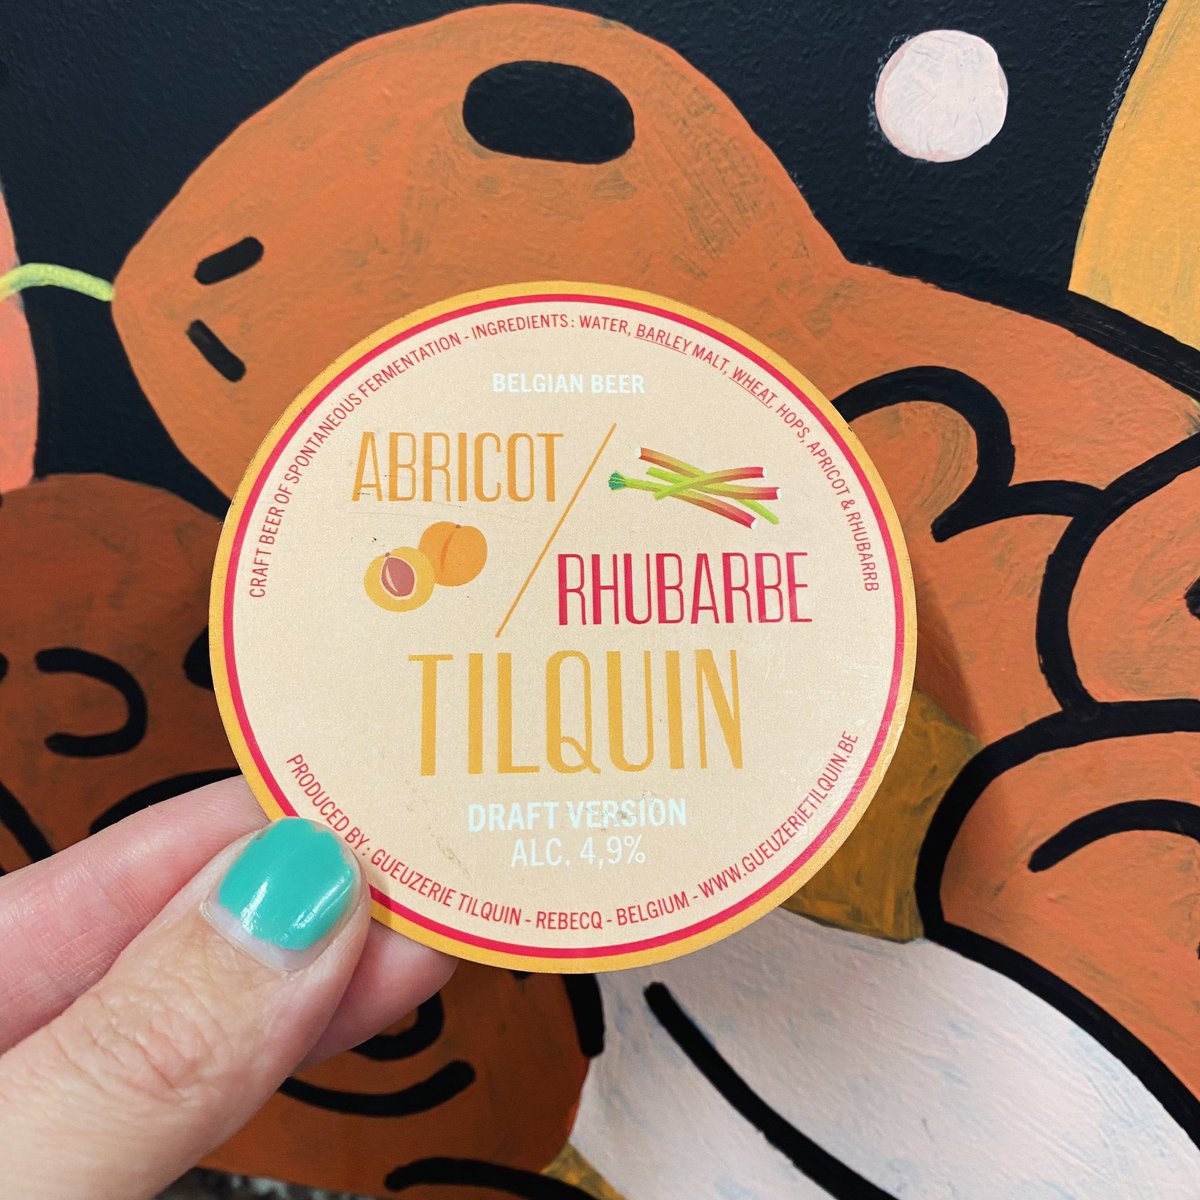 CRAFT BEER OF SPONTANEOUS FERMENTATION - INGREDIENTS: WATER, BARLEY MALT, WHEAT, HOPS, APRICOT & RHUBARRB
BELGIAN BEER
ABRICOT
RHUBARBE
TILQUIN
DRAFT VERSION
ALC. 4,9%
PRODUCED BY: GUEUZERIE TILQUIN - REBECQ - BELGIUM - WWW.GUEUZERIETILQUIN.BE